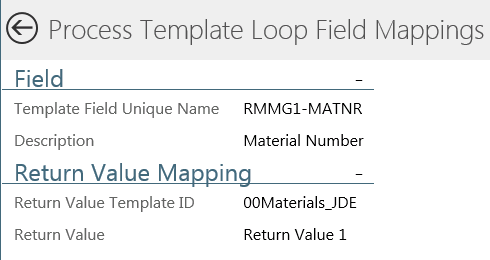 Process Template Loop Field Mappings
Field –
Template Field Unique Name RMMG1-MATNR
Description Material Number
Return Value Mapping –
Return Value Template ID 00Materials_JDE
Return Value Return Value 1